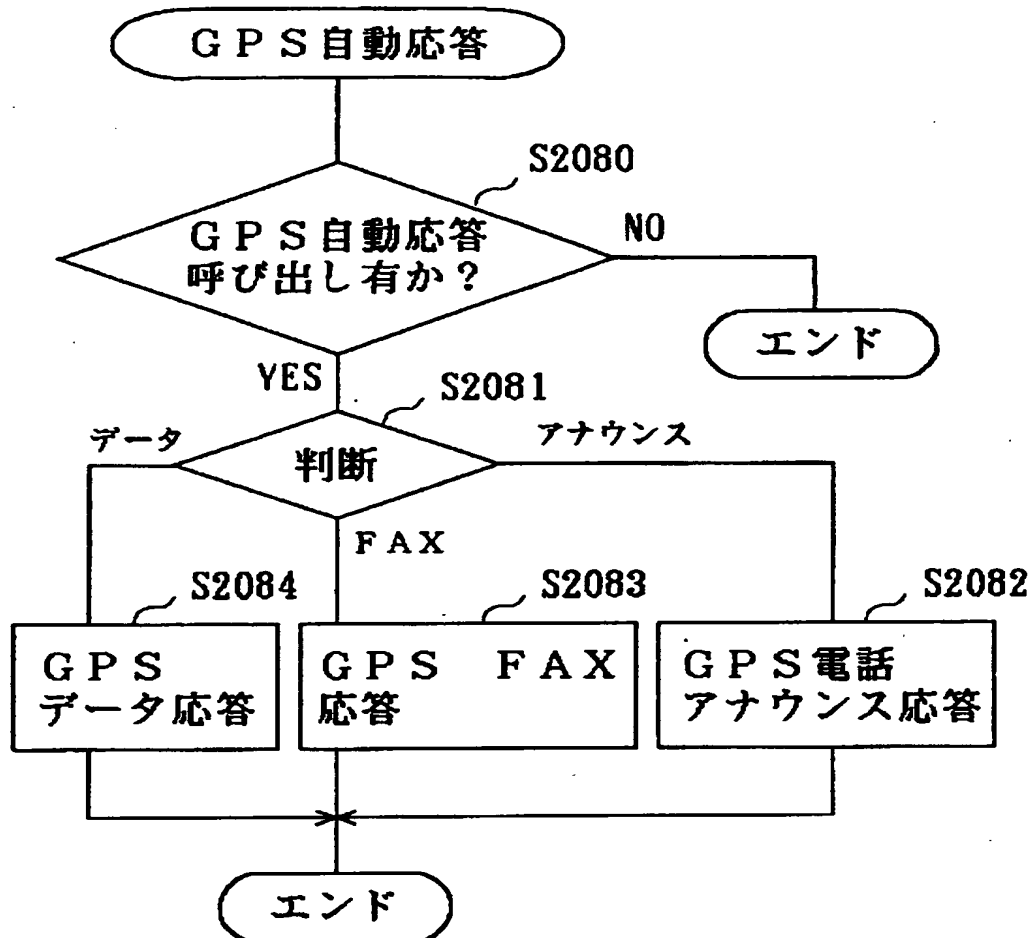 GPS自動応答
S2080
GPS自動応答
呼び出し有か？
NO
エンド
YES
S2081
データ
判断
アナウンス
FAX
S2084
S2083
S2082
GPS
データ応答
GPS FAX
応答
GPS電話
アナウンス応答
エンド